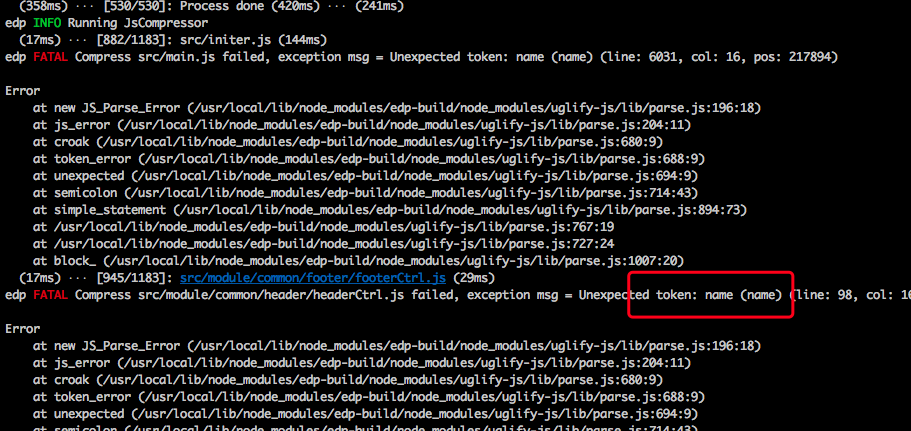 (358ms) ··· [530/530]: Process done (420ms) ··· (241ms)
edp INFO Running JsCompressor
(17ms) ··· [882/1183]: src/initer.js (144ms)
edp FATAL Compress src/main.js failed, exception msg = Unexpected token: name (name) (line: 6031, col: 16, pos: 217894)
Error
at new JS_Parse_Error (/usr/local/lib/node_modules/edp-build/node_modules/uglify-js/lib/parse.js:196:18)
at js_error (/usr/local/lib/node_modules/edp-build/node_modules/uglify-js/lib/parse.js:204:11)
at croak (/usr/local/lib/node_modules/edp-build/node_modules/uglify-js/lib/parse.js:680:9)
at token_error (/usr/local/lib/node_modules/edp-build/node_modules/uglify-js/lib/parse.js:688:9)
at unexpected (/usr/local/lib/node_modules/edp-build/node_modules/uglify-js/lib/parse.js:694:9)
at semicolon (/usr/local/lib/node_modules/edp-build/node_modules/uglify-js/lib/parse.js:714:43)
at simple_statement (/usr/local/lib/node_modules/edp-build/node_modules/uglify-js/lib/parse.js:894:73)
at /usr/local/lib/node_modules/edp-build/node_modules/uglify-js/lib/parse.js:767:19
at /usr/local/lib/node_modules/edp-build/node_modules/uglify-js/lib/parse.js:727:24
at block_ (/usr/local/lib/node_modules/edp-build/node_modules/uglify-js/lib/parse.js:1007:20)
(17ms) ··· [945/1183]: src/module/common/footer/footerCtrl.js (29ms)
edp FATAL Compress src/module/common/header/headerCtrl.js failed, exception msg = Unexpected token: name (name) (line: 98, col: 16
Error
at new JS_Parse_Error (/usr/local/lib/node_modules/edp-build/node_modules/uglify-js/lib/parse.js:196:18)
at js_error (/usr/local/lib/node_modules/edp-build/node_modules/uglify-js/lib/parse.js:204:11)
at croak (/usr/local/lib/node_modules/edp-build/node_modules/uglify-js/lib/parse.js:680:9)
at token_error (/usr/local/lib/node_modules/edp-build/node_modules/uglify-js/lib/parse.js:688:9)
at unexpected (/usr/local/lib/node_modules/edp-build/node_modules/uglify-js/lib/parse.js:694:9)
at semicolon (/usr/local/lib/node_modules/edp-build/node_modules/uglify-js/lib/parse.js:714:43)